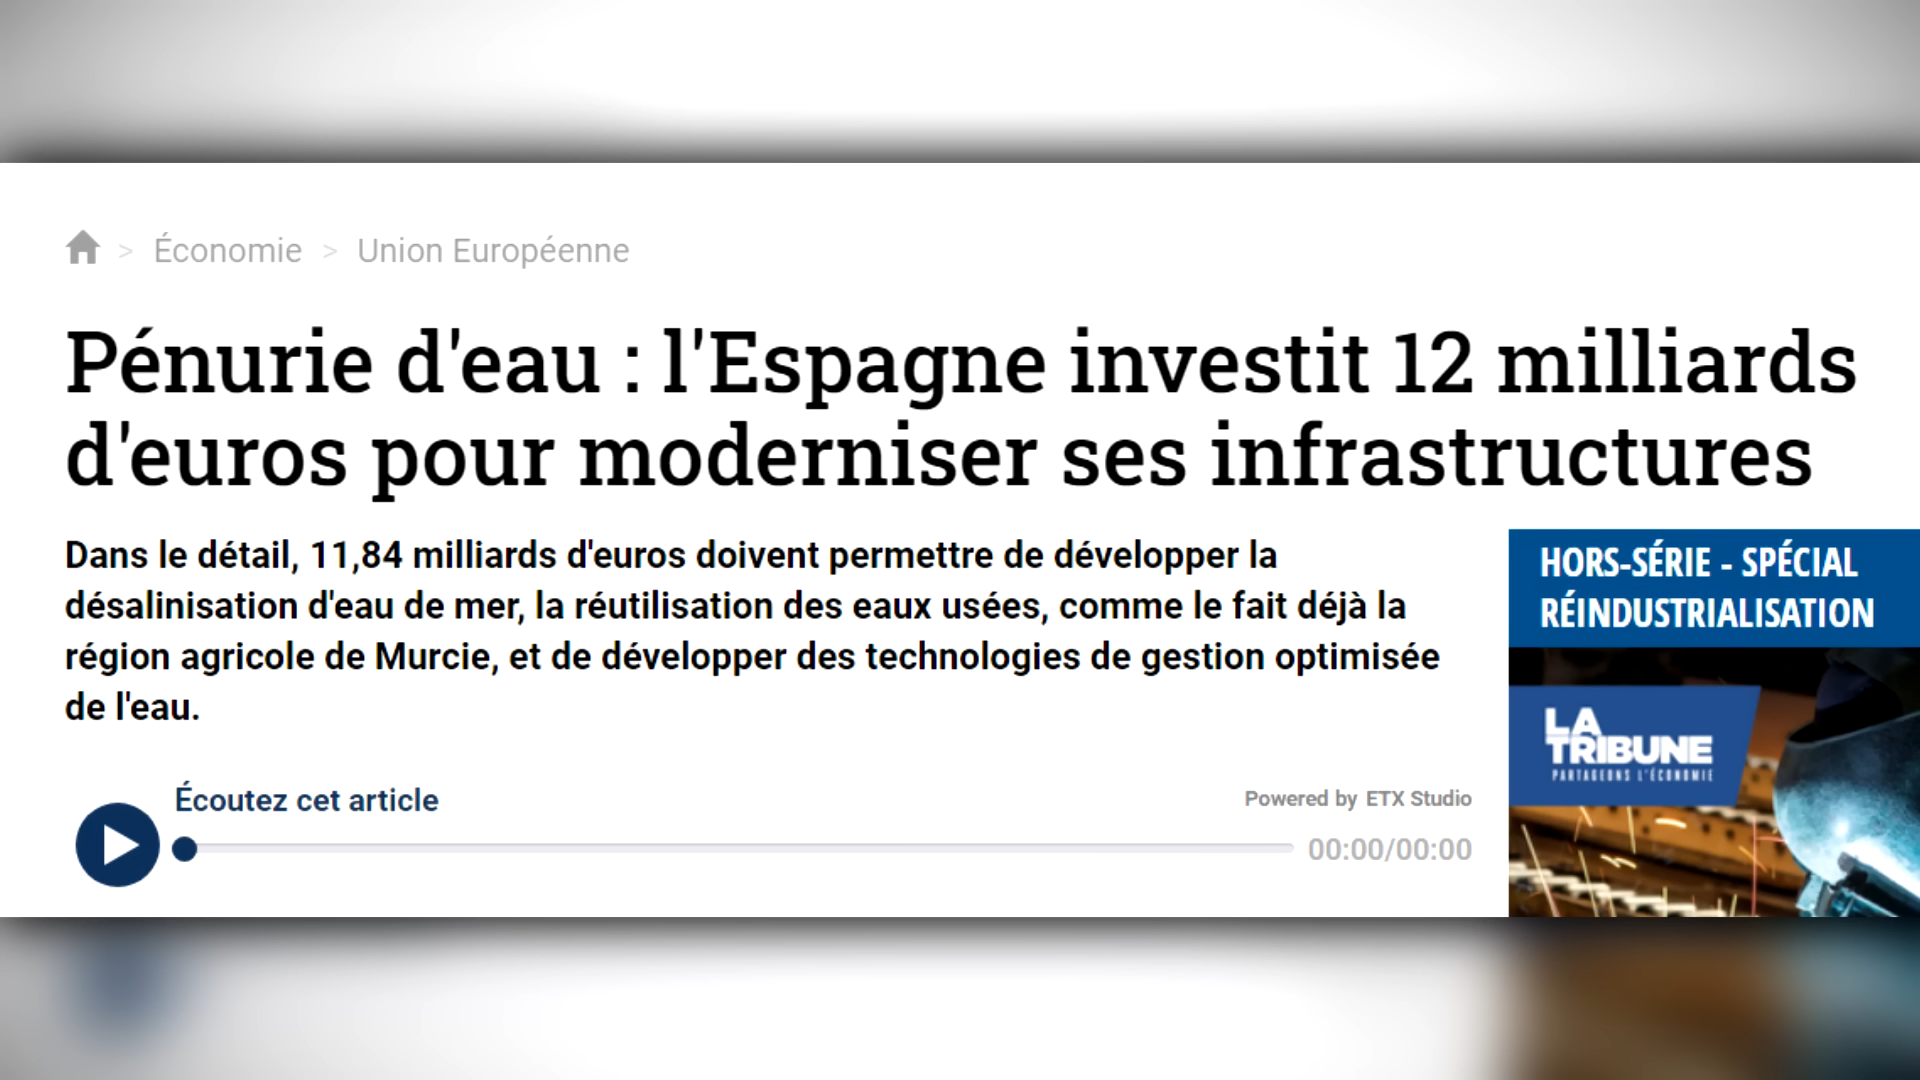 > Économie > Union Européenne
Pénurie d'eau : l'Espagne investit 12 milliards
d'euros pour moderniser ses infrastructures
Dans le détail, 11,84 milliards d'euros doivent permettre de développer la
désalinisation d'eau de mer, la réutilisation des eaux usées, comme le fait déjà la
région agricole de Murcie, et de développer des technologies de gestion optimisée
de l'eau.
HORS-SÉRIE - SPÉCIAL
RÉINDUSTRIALISATION
LA
TRIBUNE
PARTAGEONS L'ÉCONOMIE
Écoutez cet article
Powered by ETX Studio
00:00/00:00